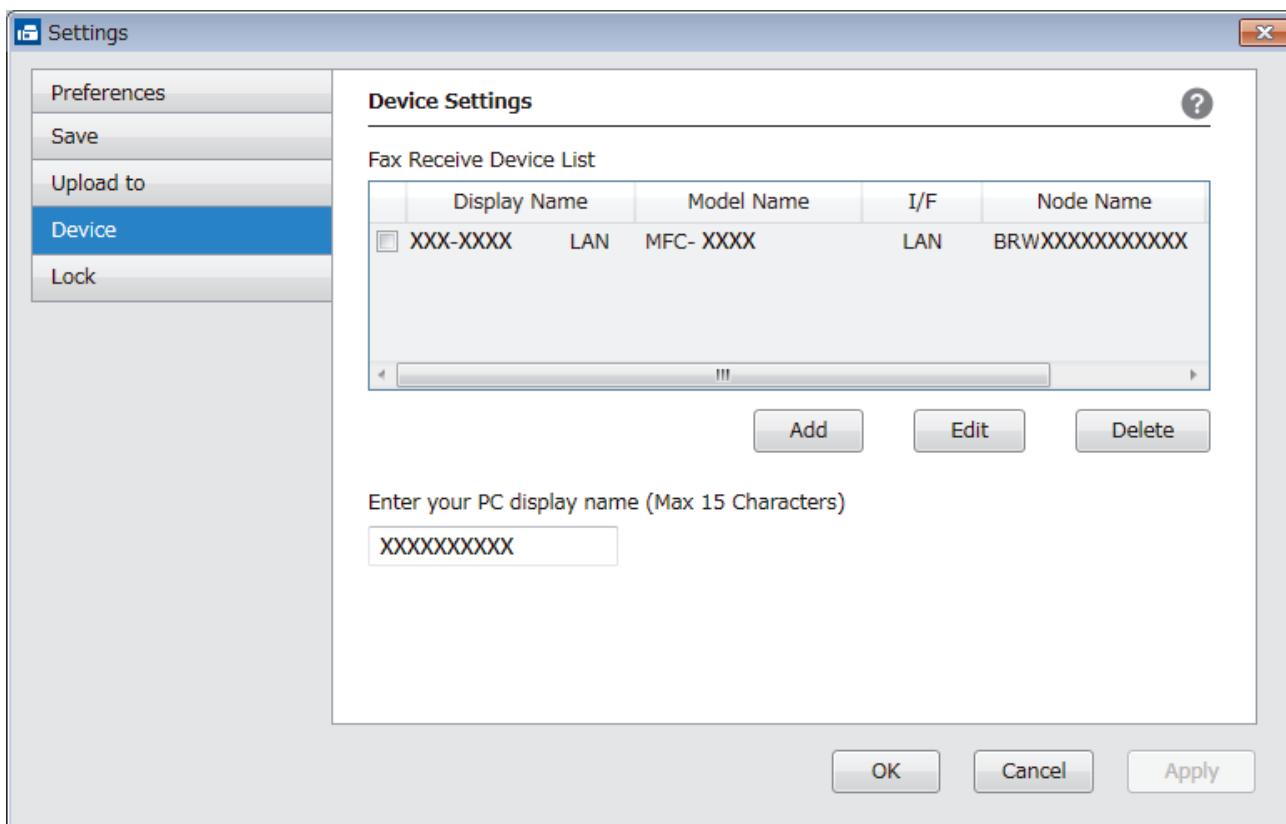 Settings
Preferences
Save
Upload to
Device
Lock
Device Settings
?
Fax Receive Device List
Display Name Model Name I/F Node Name
XXX-XXXX LAN MFC- XXXX LAN BRWXXXXXXXXXXX
Add Edit Delete
Enter your PC display name (Max 15 Characters)
XXXXXXXXXX
OK Cancel Apply